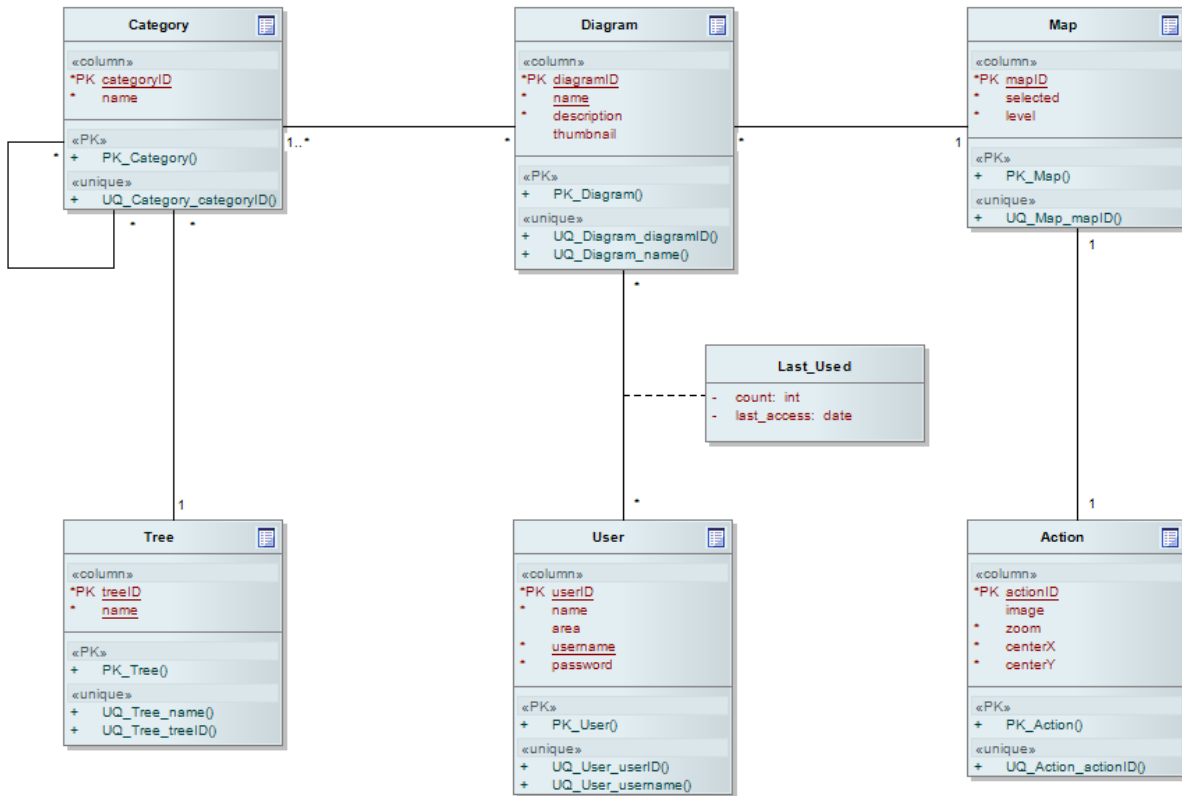 Category
«column»
*PK categoryID
* name
«PK»
+ PK_Category()
«unique»
+ UQ_Category_categoryID()
Diagram
«column»
*PK diagramID
* name
* description
thumbnail
«PK»
+ PK_Diagram()
«unique»
+ UQ_Diagram_diagramID()
+ UQ_Diagram_name()
Map
«column»
*PK mapID
* selected
* level
«PK»
+ PK_Map()
«unique»
+ UQ_Map_mapID()
1..*
*
*
1
*
*
*
*
1
Last_Used
- count: int
- last_access: date
1
*
1
Tree
«column»
*PK treeID
* name
«PK»
+ PK_Tree()
«unique»
+ UQ_Tree_name()
+ UQ_Tree_treeID()
User
«column»
*PK userID
* name
area
* username
* password
«PK»
+ PK_User()
«unique»
+ UQ_User_userID()
+ UQ_User_username()
Action
«column»
*PK actionID
image
* zoom
* centerX
* centerY
«PK»
+ PK_Action()
«unique»
+ UQ_Action_actionID()